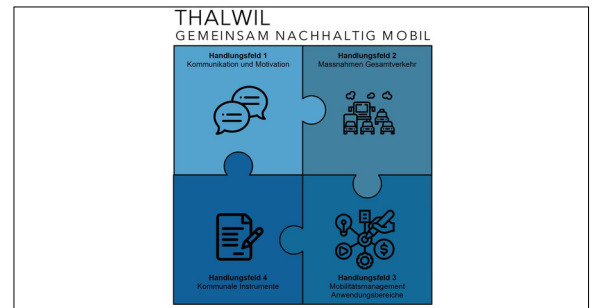 THALWIL
GEMEINSAM NACHHALTIG MOBIL
Handlungsfeld 1
Kommunikation und Motivation
Handlungsfeld 2
Massnahmen Gesamtverkehr
Handlungsfeld 4
Kommunale Instrumente
Handlungsfeld 3
Mobilitätsmanagement
Anwendungsbereiche